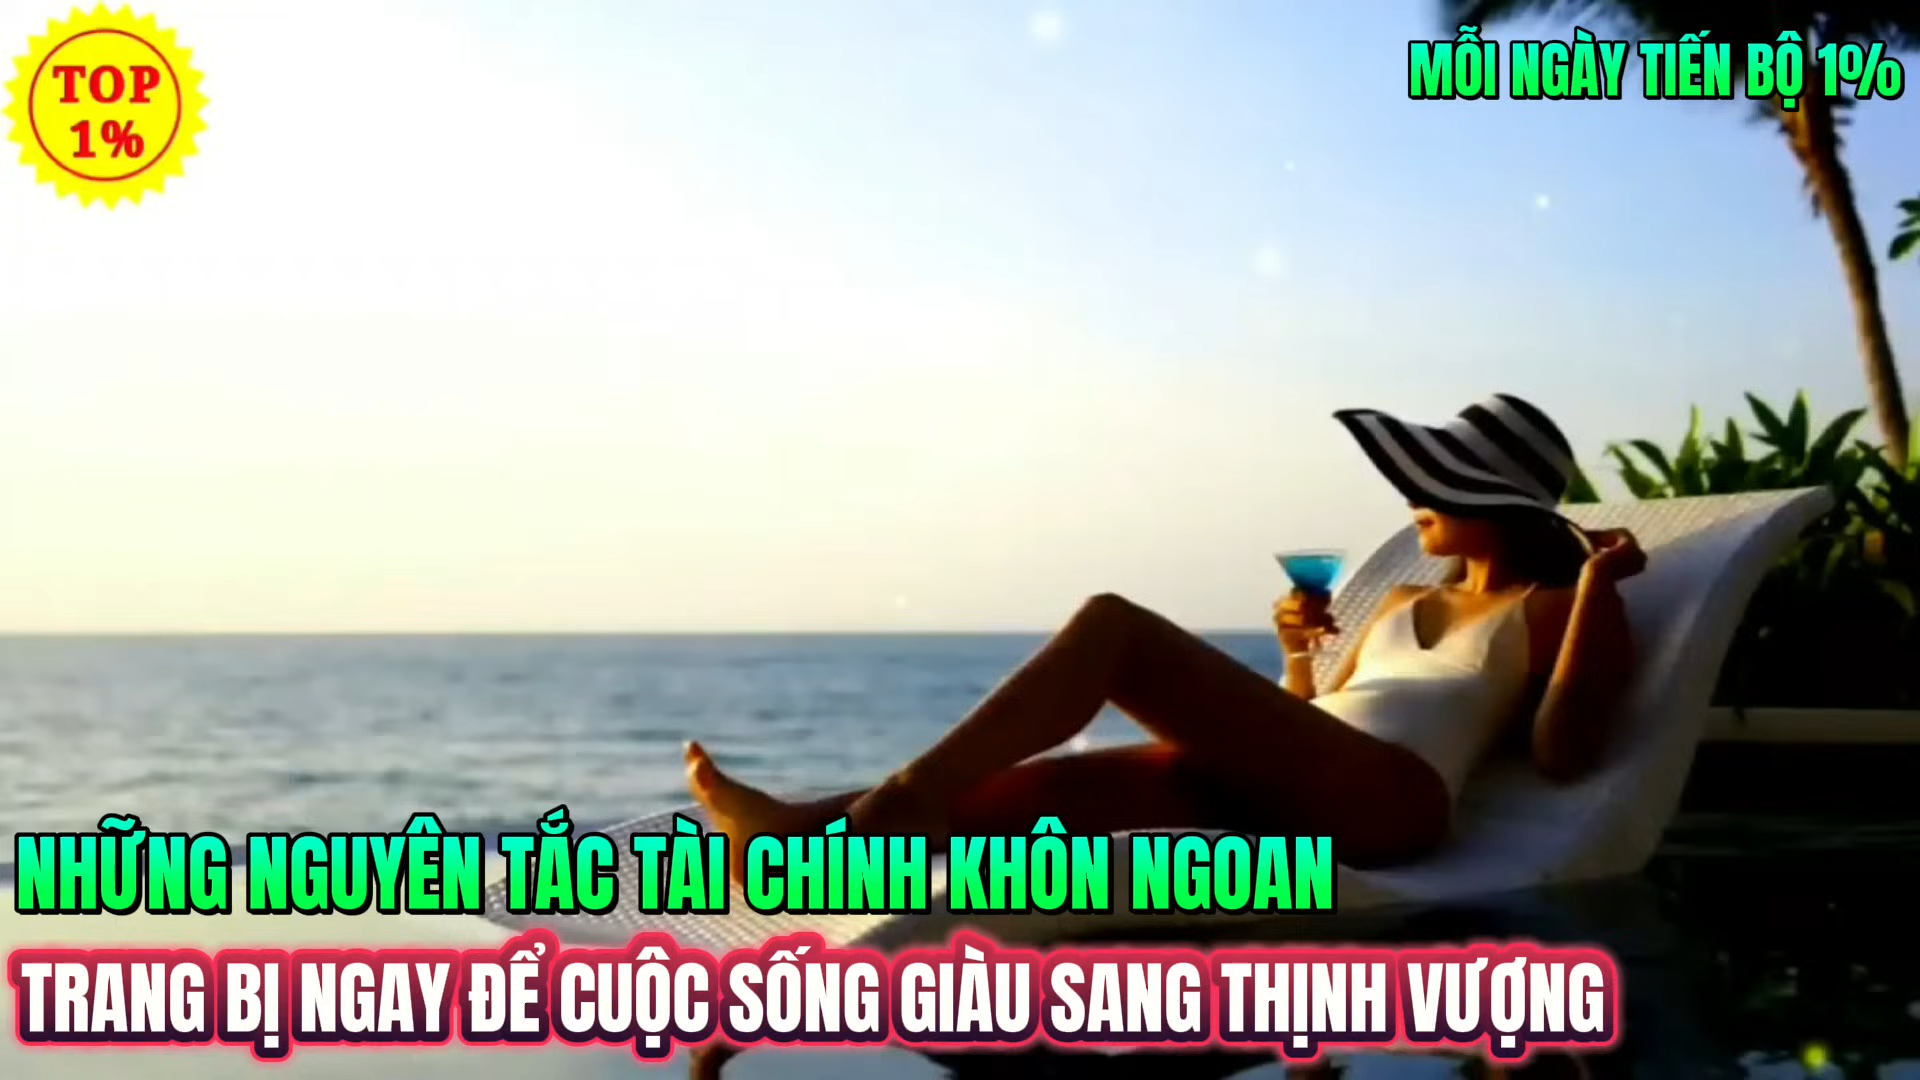 TOP
1%
MỖI NGÀY TIẾN BỘ 1%
NHỮNG NGUYÊN TẮC TÀI CHÍNH KHÔN NGOAN
TRANG BỊ NGAY ĐỂ CUỘC SỐNG GIÀU SANG THỊNH VƯỢNG